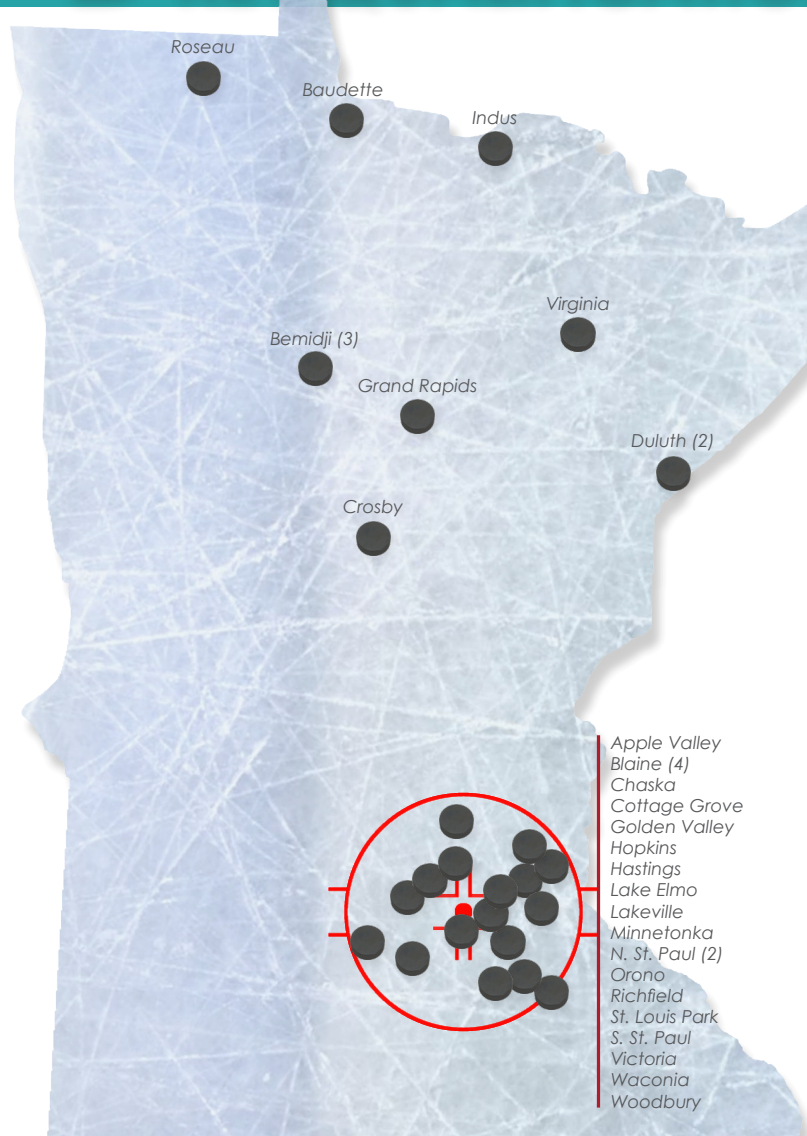 Roseau
Baudette
Indus
Virginia
Bemidji (3)
Grand Rapids
Duluth (2)
Crosby
Apple Valley
Blaine (4)
Chaska
Cottage Grove
Golden Valley
Hopkins
Hastings
Lake Elmo
Lakeville
Minnetonka
N. St. Paul (2)
Orono
Richfield
St. Louis Park
S. St. Paul
Victoria
Waconia
Woodbury